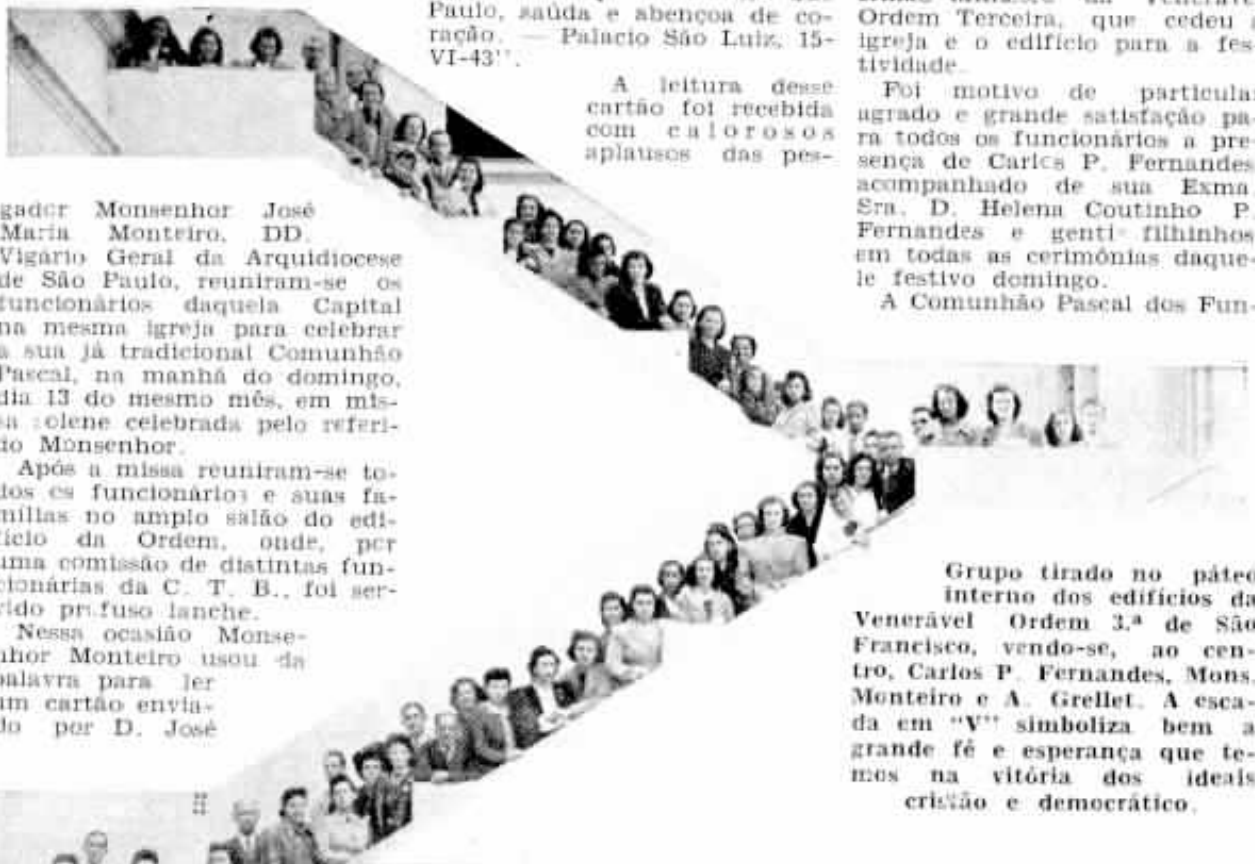 gador Monsenhor José
Maria Monteiro, DD.
Vigário Geral da Arquidiocese
de São Paulo, reuniram-se os
funcionários daquela Capital
na mesma igreja para celebrar
a sua já tradicional Comunhão
Pascal, na manhã do domingo,
dia 13 do mesmo mês, em mis-
sa solene celebrada pelo referi-
do Monsenhor.
Após a missa reuniram-se to-
dos os funcionários e suas fa-
mílias no amplo salão do edi-
fício da Ordem, onde, por
uma comissão de distintas fun-
cionárias da C. T. B., foi ser-
vido profuso lanche.
Nessa ocasião Monse-
nhor Monteiro usou da
palavra para ler
um cartão envia-
do por D. José
Paulo, saúda e abençoa de co-
ração. — Palacio São Luiz, 15-
VI-43".
A leitura desse
cartão foi recebida
com calorosos
aplausos das pes-
Ordem Terceira, que cedeu a
igreja e o edifício para a fes-
tividade.
Foi motivo de particular
agrado e grande satisfação pa-
ra todos os funcionários a pre-
sença de Carlos P. Fernandes
acompanhado de sua Exma.
Sra. D. Helena Coutinho P.
Fernandes e gentis filhinhos
em todas as cerimônias daque-
le festivo domingo.
A Comunhão Pascal dos Fun-
Grupo tirado no páteo
interno dos edifícios da
Venerável Ordem 3.ª de São
Francisco, vendo-se, ao cen-
tro, Carlos P. Fernandes, Mons.
Monteiro e A. Grellet. A esca-
da em "V" simboliza bem a
grande fé e esperança que te-
mos na vitória dos ideais
cristão e democrático.